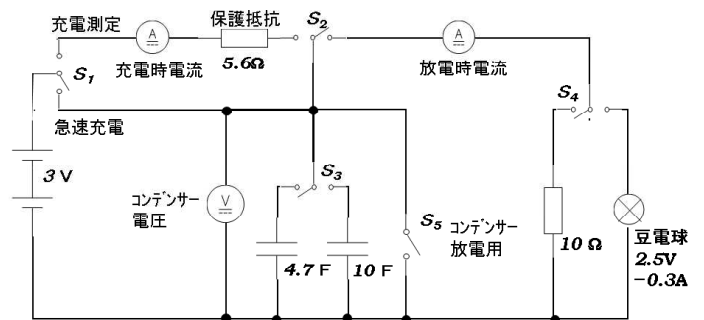 充電測定
A
充電時電流
保護抵抗
5.6Ω
S2
A
放電時電流
S1
急速充電
S4
3V
コンデンサー
電圧
V
S3
4.7F
10F
S5 コンデンサー
放電用
10Ω
豆電球
2.5V
-0.3A